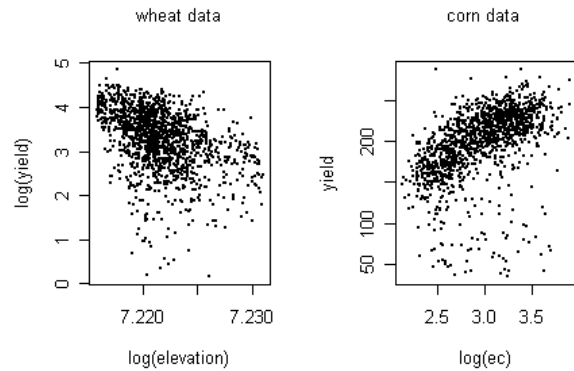 wheat data
corn data
log(yield)
5
4
3
2
1
0
7.220
7.230
log(elevation)
yield
200
100
50
2.5
3.0
3.5
log(ec)